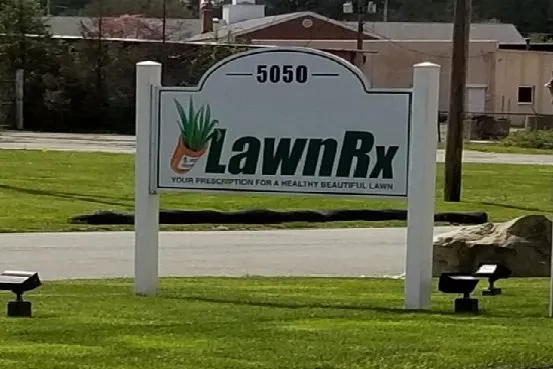 5050
LawnRx
YOUR PRESCRIPTION FOR A HEALTHY BEAUTIFUL LAWN